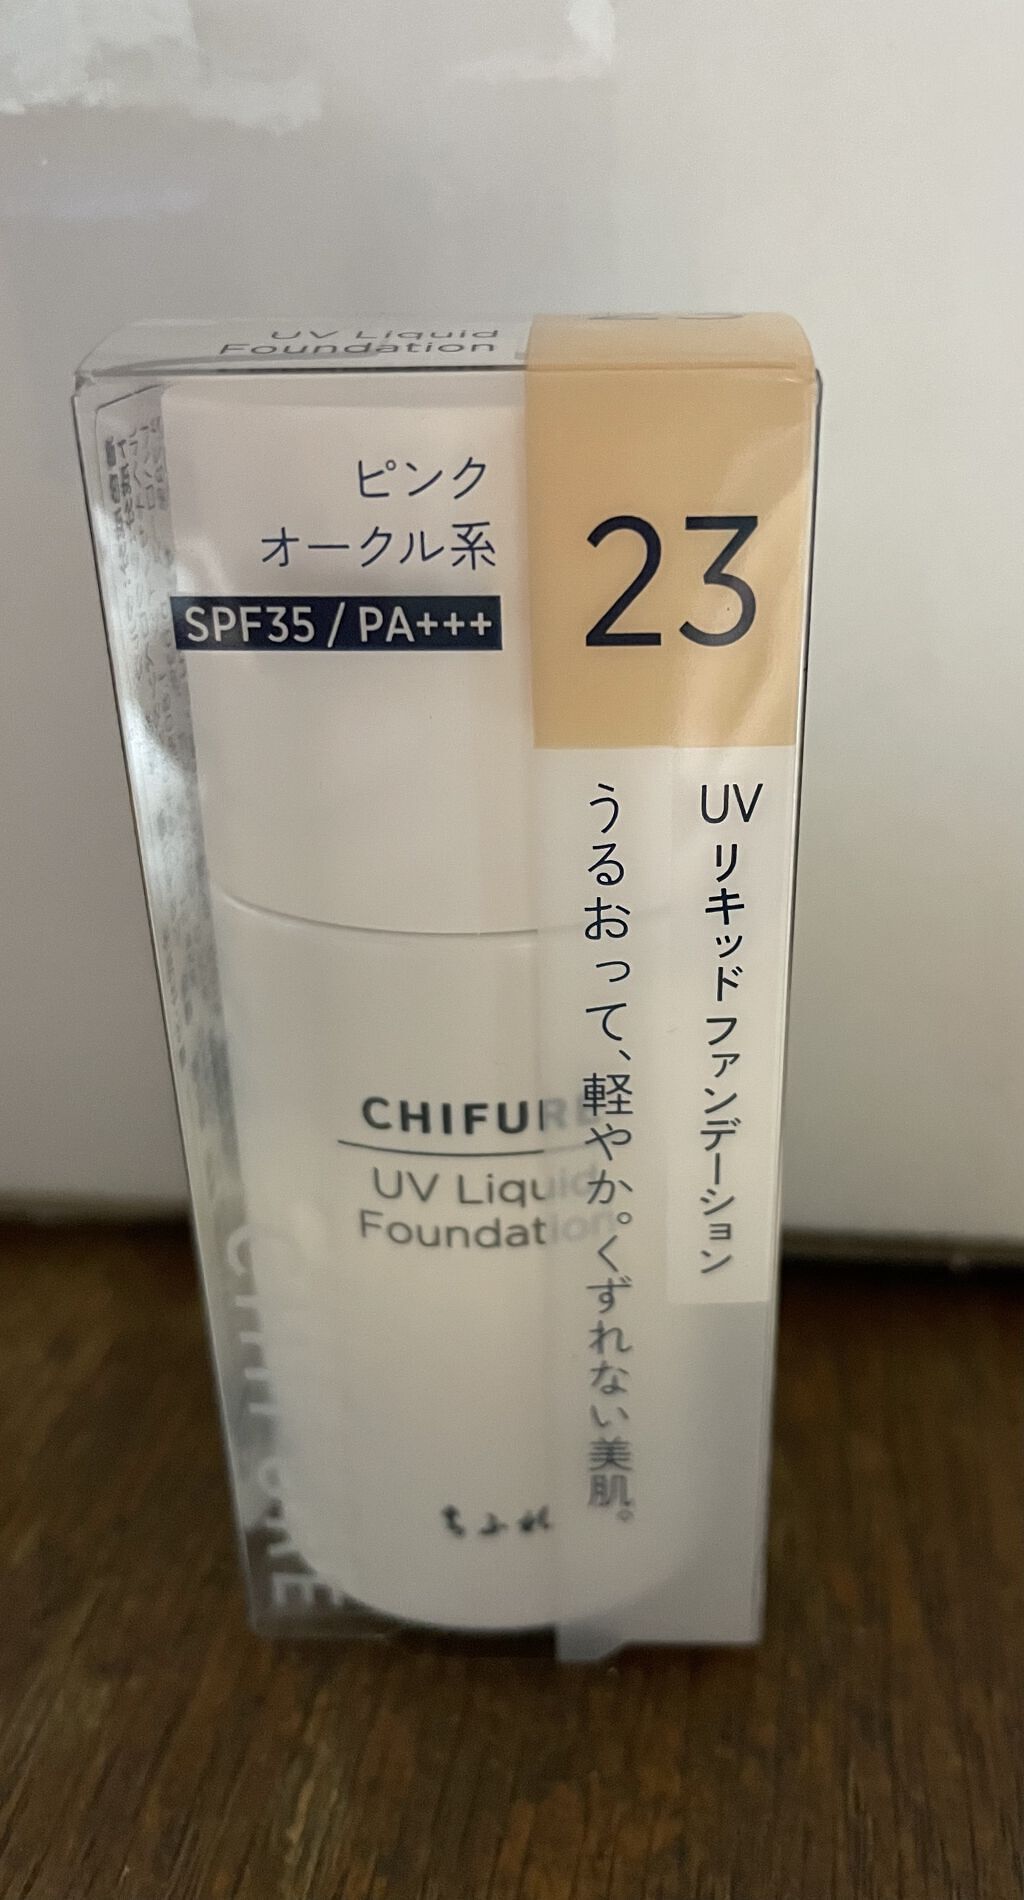 UV Liquid
Foundation
ピンク
オークル系
SPF35 / PA+++
23
UV リキッド ファンデーション
うるおって、軽やか。くずれない美肌。
CHIFURE
UV Liquid
Foundation
ちふれ
CHIFURE